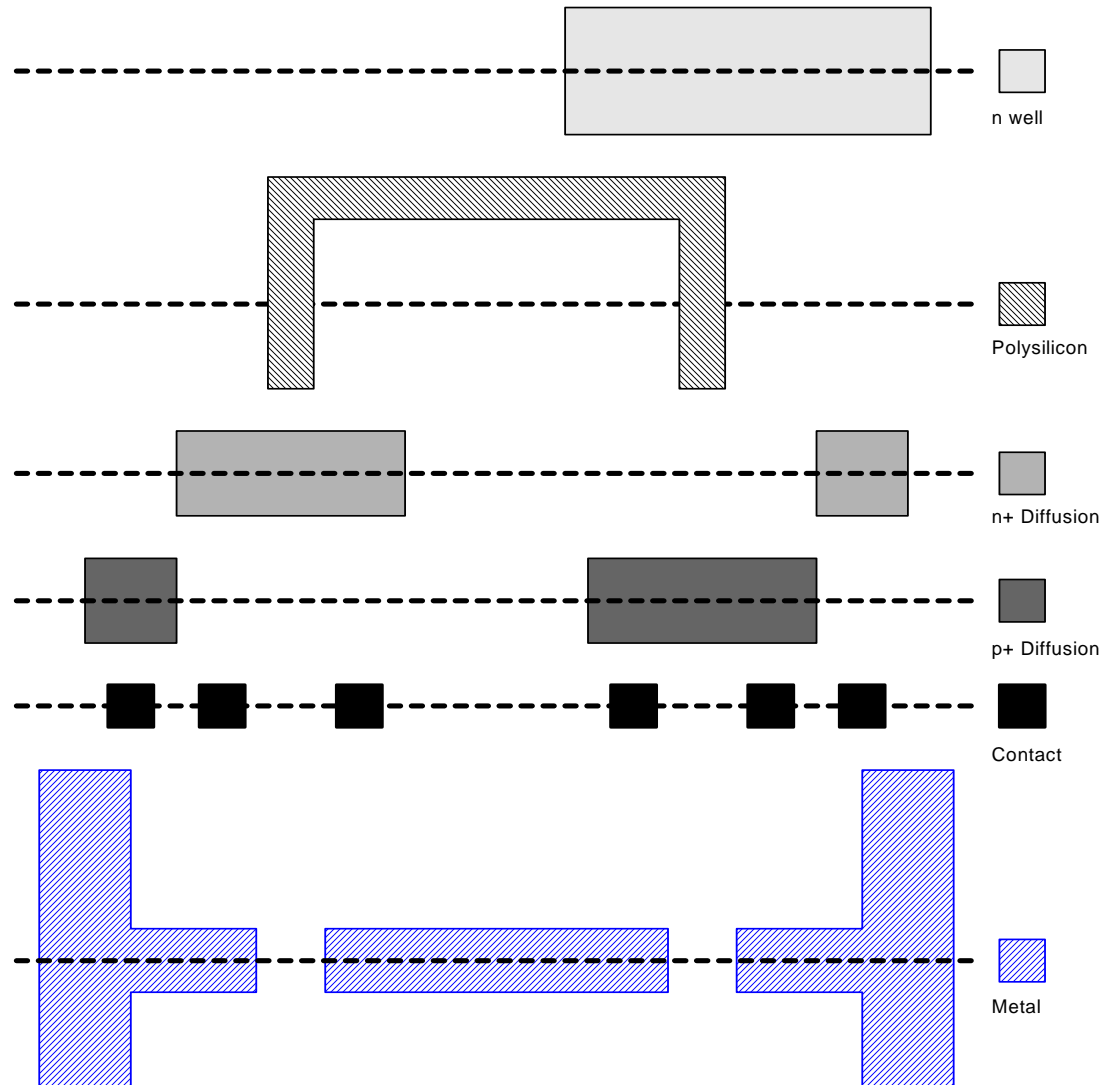 n well
Polysilicon
n+ Diffusion
p+ Diffusion
Contact
Metal